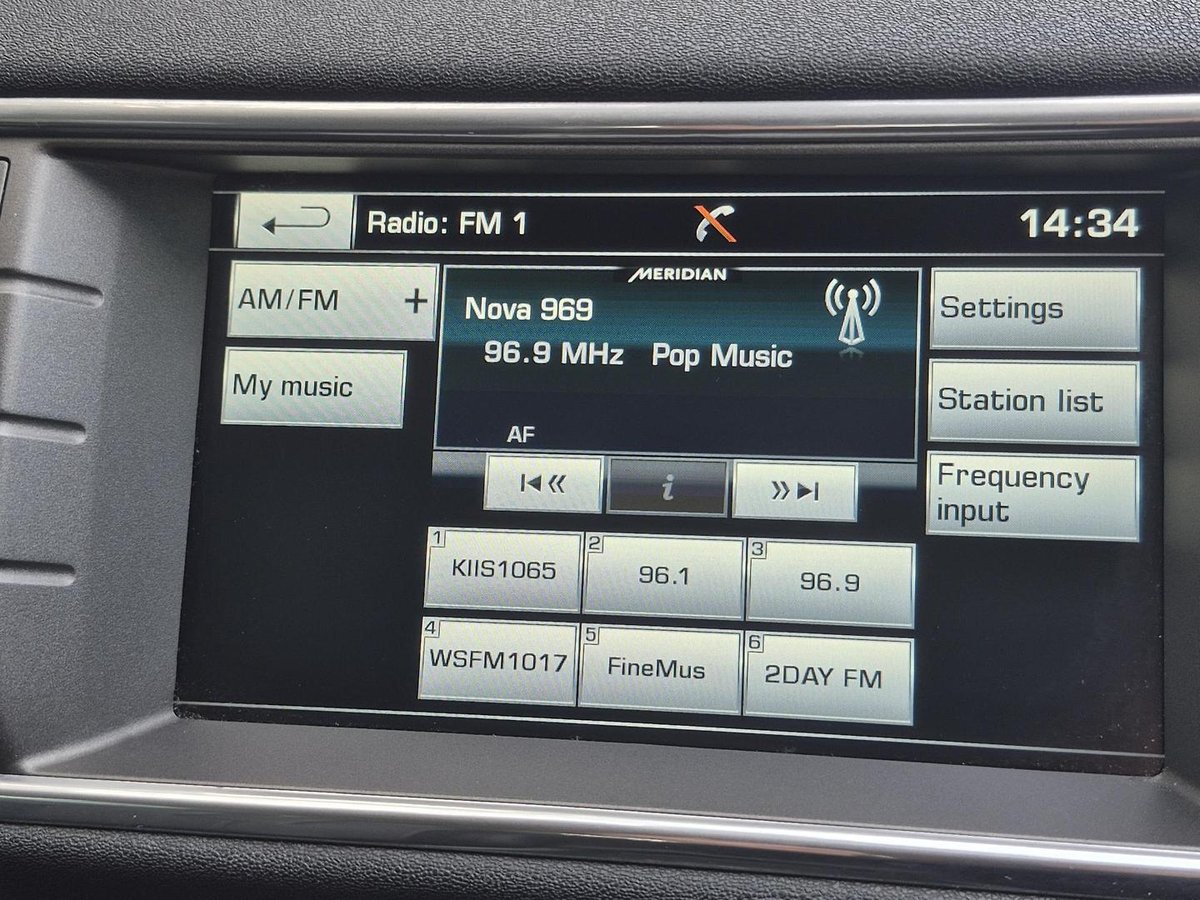 Radio: FM 1
14:34
AM/FM +
My music
MERIDIAN
Nova 969
96.9 MHz Pop Music
AF
Settings
Station list
Frequency
input
i
1
KIIS1065
2
96.1
3
96.9
4
WSFM1017
5
FineMus
6
2DAY FM